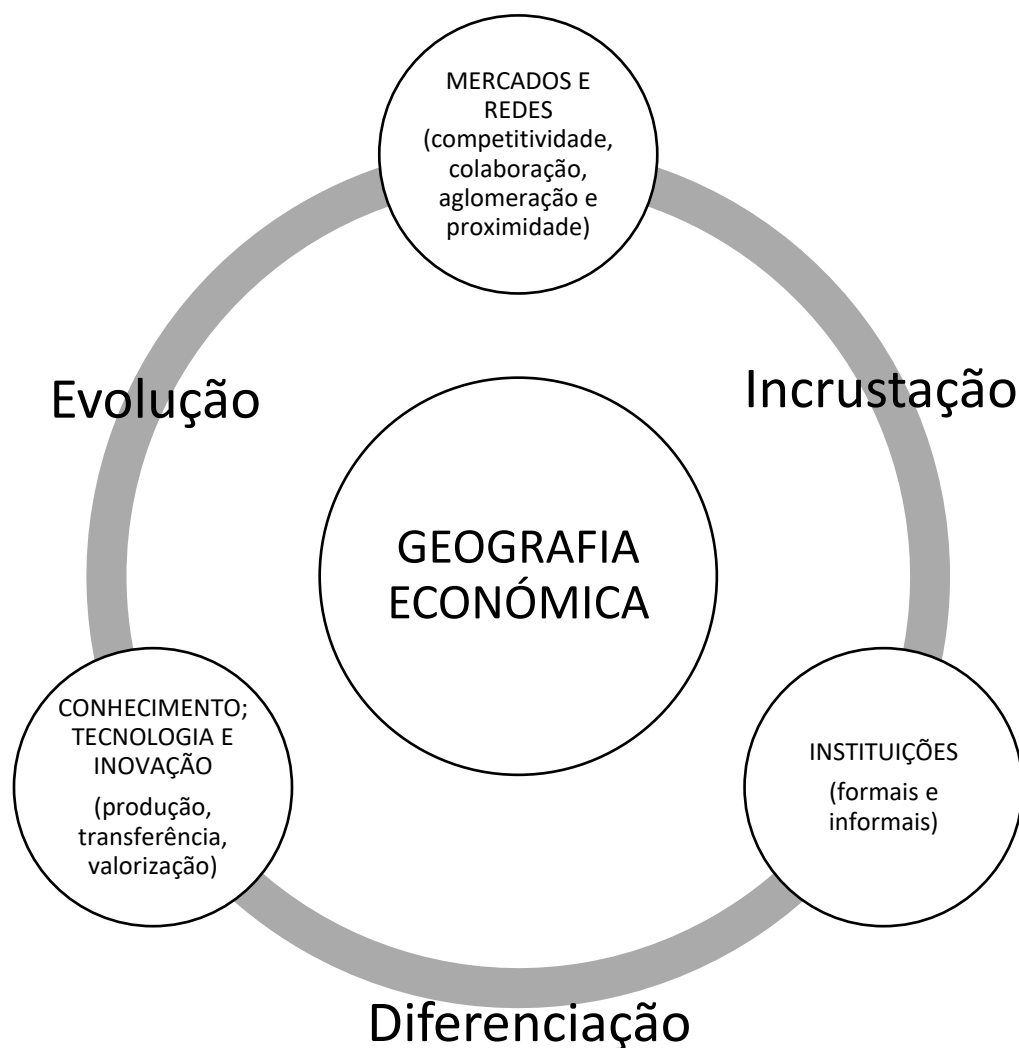 MERCADOS E
REDES
(competitividade,
colaboração,
aglomeração e
proximidade)
Evolução
Incrustação
GEOGRAFIA
ECONÓMICA
CONHECIMENTO;
TECNOLOGIA E
INOVAÇÃO
(produção,
transferência,
valorização)
INSTITUIÇÕES
(formais e
informais)
Diferenciação